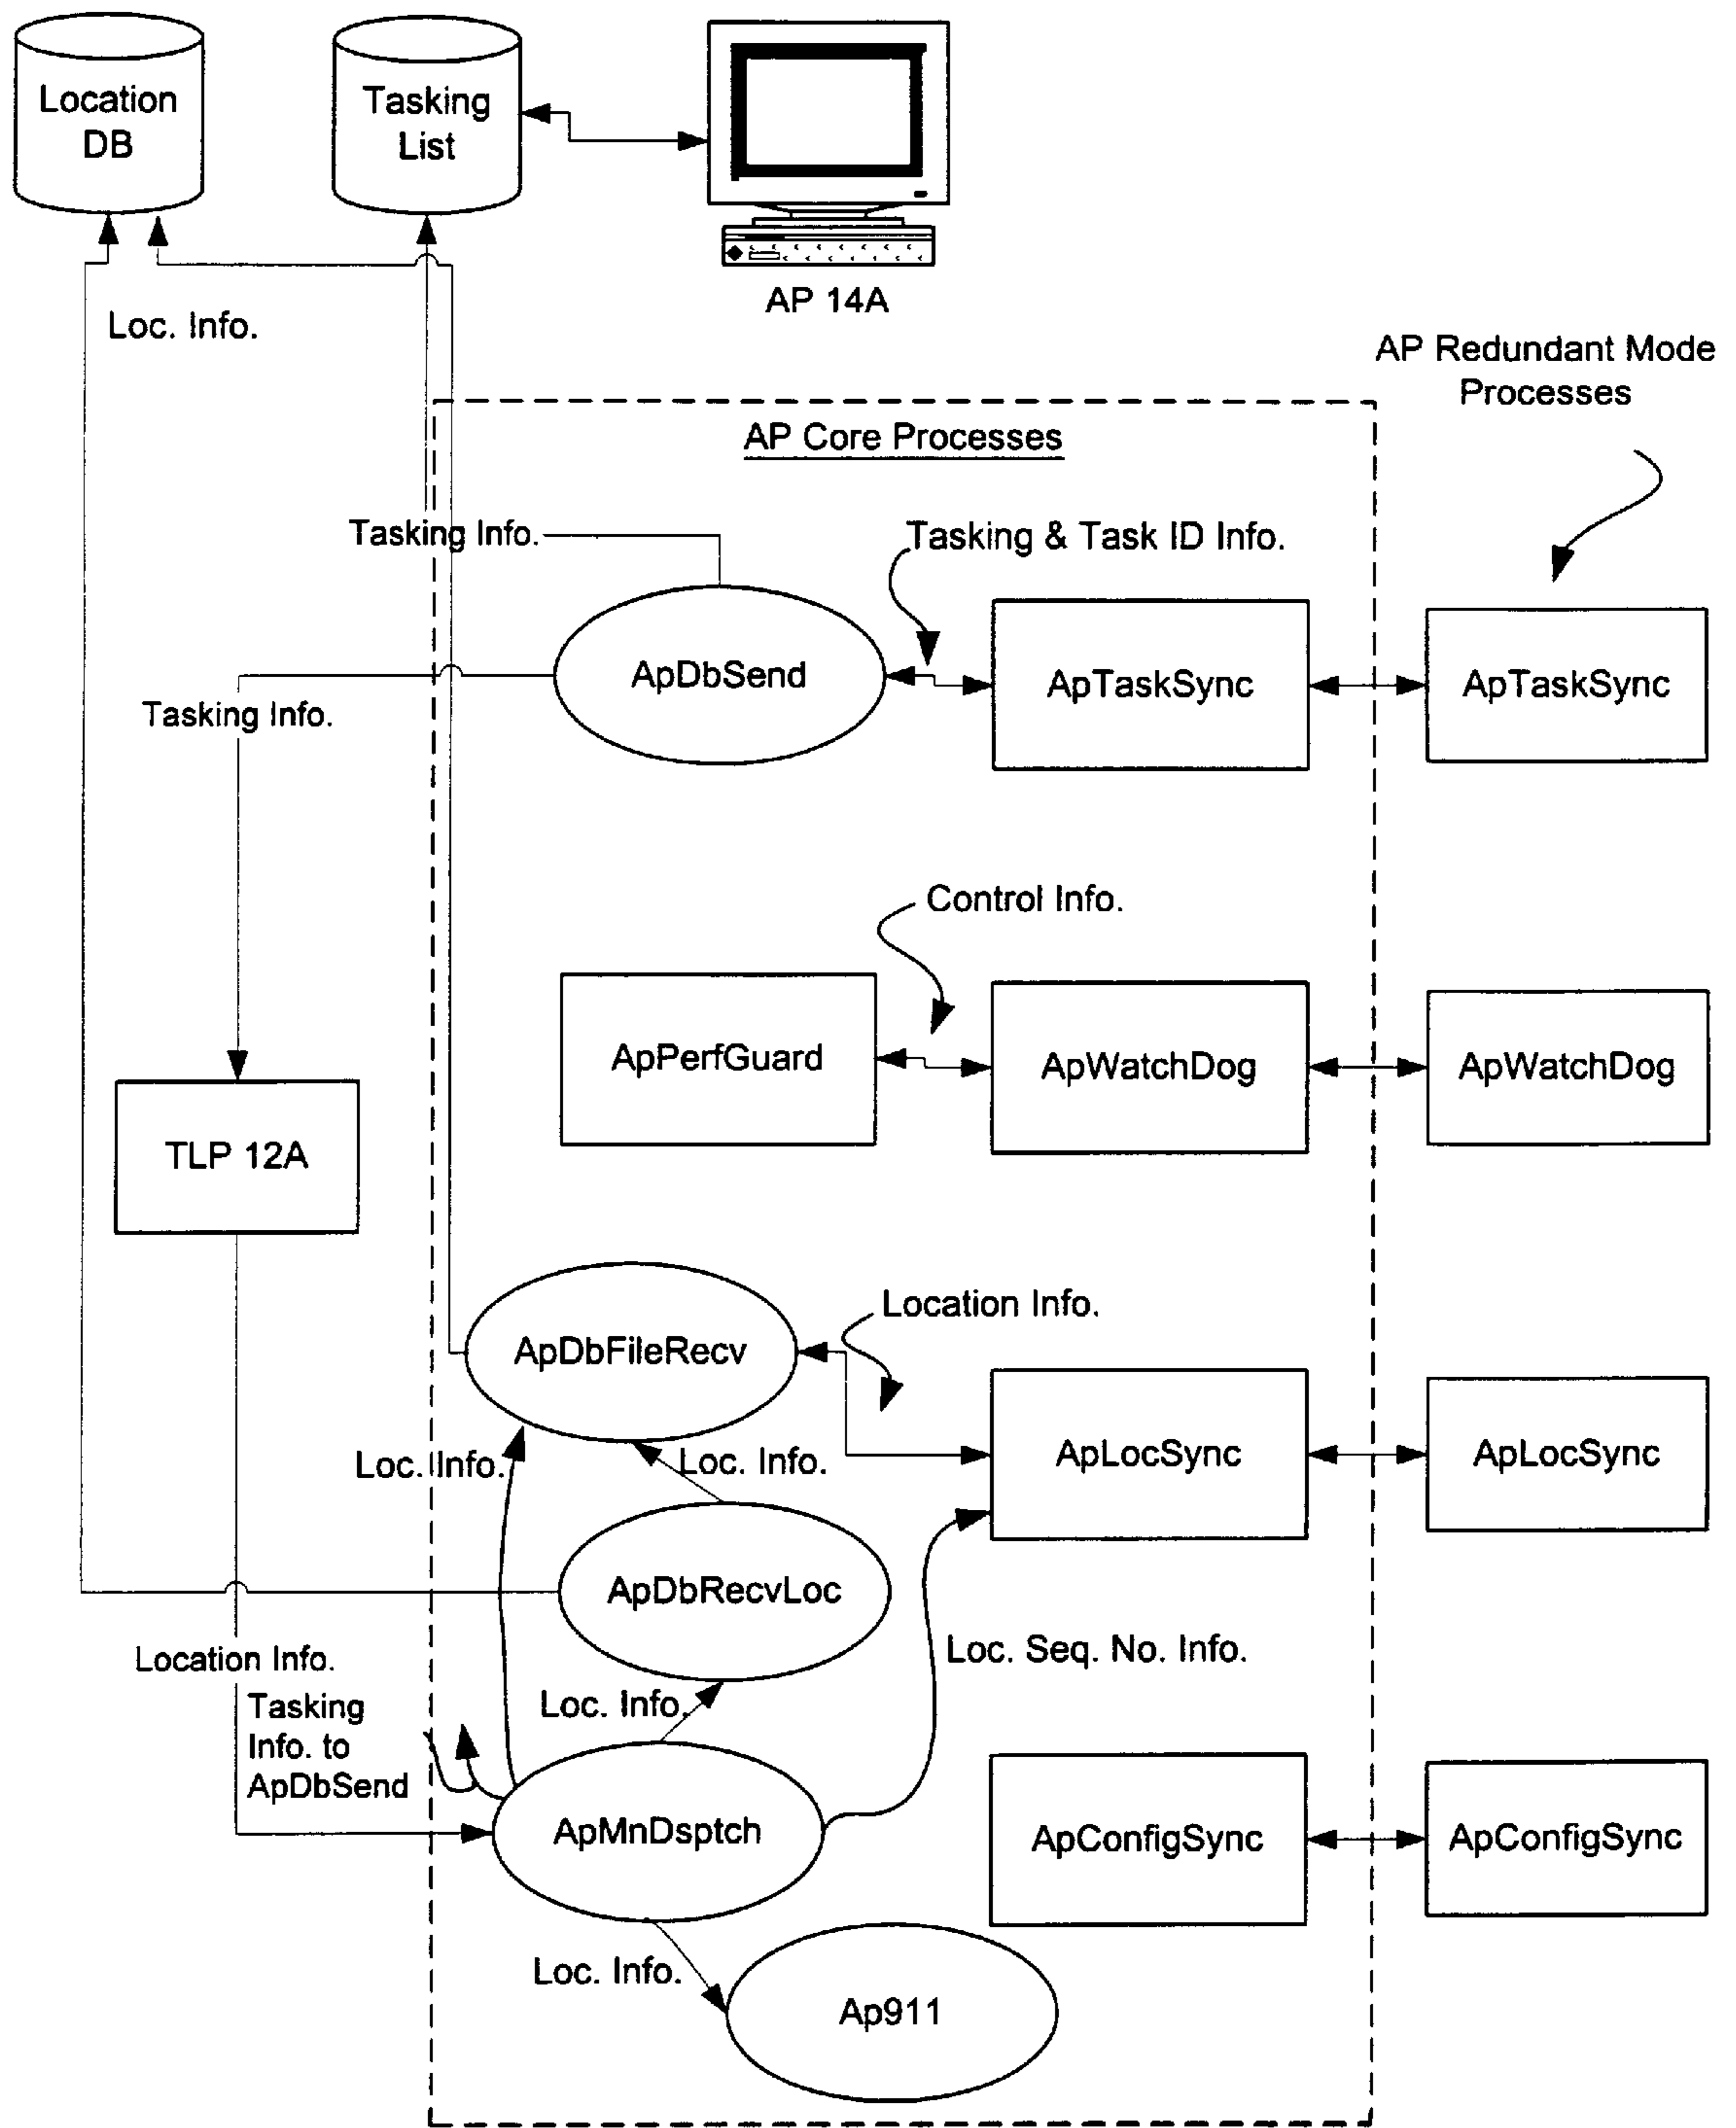 Location
DB
Tasking
List
AP 14A
Loc. Info.
AP Redundant Mode
Processes
AP Core Processes
Tasking Info.
Tasking & Task ID Info.
ApDbSend
ApTaskSync
ApTaskSync
Tasking Info.
Control Info.
ApPerfGuard
ApWatchDog
ApWatchDog
TLP 12A
Location Info.
ApDbFileRecv
Loc. Info.
Loc. Info.
ApLocSync
ApLocSync
ApDbRecvLoc
Location Info.
Loc. Seq. No. Info.
Tasking
Info. to
ApDbSend
Loc. Info.
ApMnDsptch
ApConfigSync
ApConfigSync
Loc. Info.
Ap911